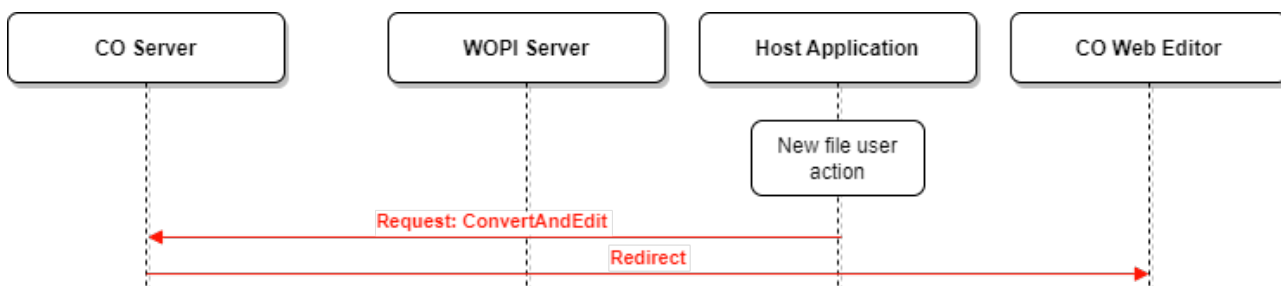 CO Server
WOPI Server
Host Application
CO Web Editor
New file user
action
Request: ConvertAndEdit
Redirect